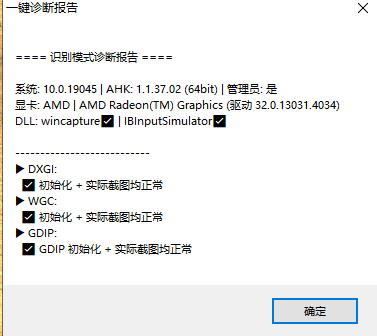 一键诊断报告
==== 识别模式诊断报告 ====
系统: 10.0.19045 | AHK: 1.1.37.02 (64bit) | 管理员: 是
显卡: AMD | AMD Radeon(TM) Graphics (驱动 32.0.13031.4034)
DLL: wincapture✅ | IBInputSimulator✅
---------------------------
▶ DXGI:
✅ 初始化 + 实际截图均正常
▶ WGC:
✅ 初始化 + 实际截图均正常
▶ GDIP:
✅ GDIP 初始化 + 实际截图均正常
确定